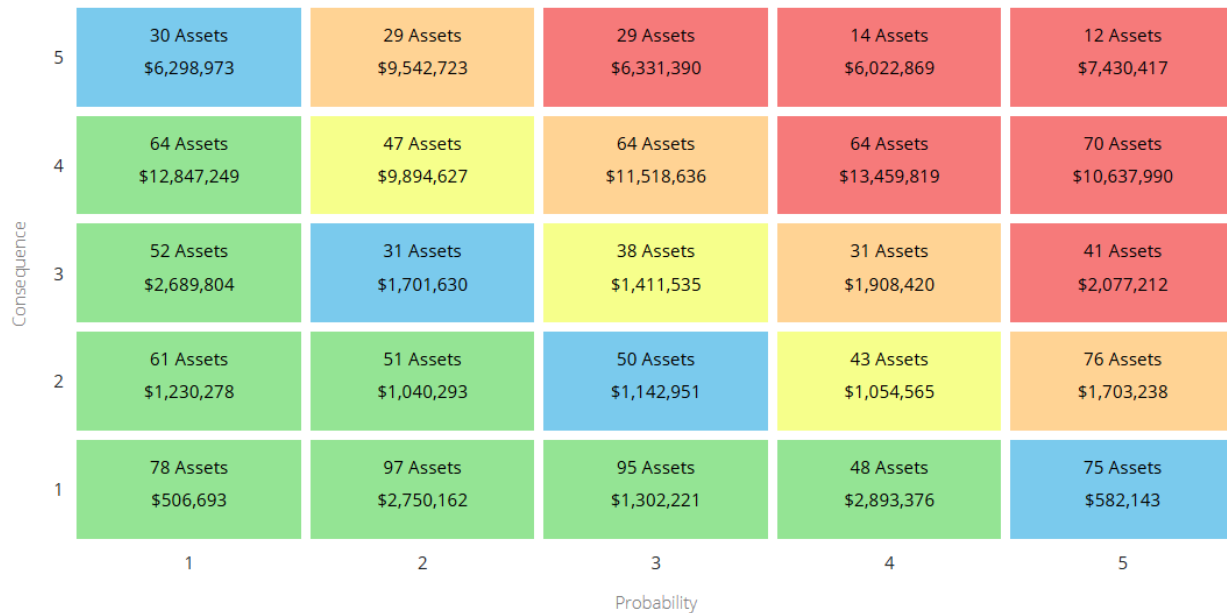 30 Assets
$6,298,973
29 Assets
$9,542,723
29 Assets
$6,331,390
14 Assets
$6,022,869
12 Assets
$7,430,417
5
64 Assets
$12,847,249
47 Assets
$9,894,627
64 Assets
$11,518,636
64 Assets
$13,459,819
70 Assets
$10,637,990
4
52 Assets
$2,689,804
31 Assets
$1,701,630
38 Assets
$1,411,535
31 Assets
$1,908,420
41 Assets
$2,077,212
3
Consequence
61 Assets
$1,230,278
51 Assets
$1,040,293
50 Assets
$1,142,951
43 Assets
$1,054,565
76 Assets
$1,703,238
2
78 Assets
$506,693
97 Assets
$2,750,162
95 Assets
$1,302,221
48 Assets
$2,893,376
75 Assets
$582,143
1
1
2
3
4
5
Probability